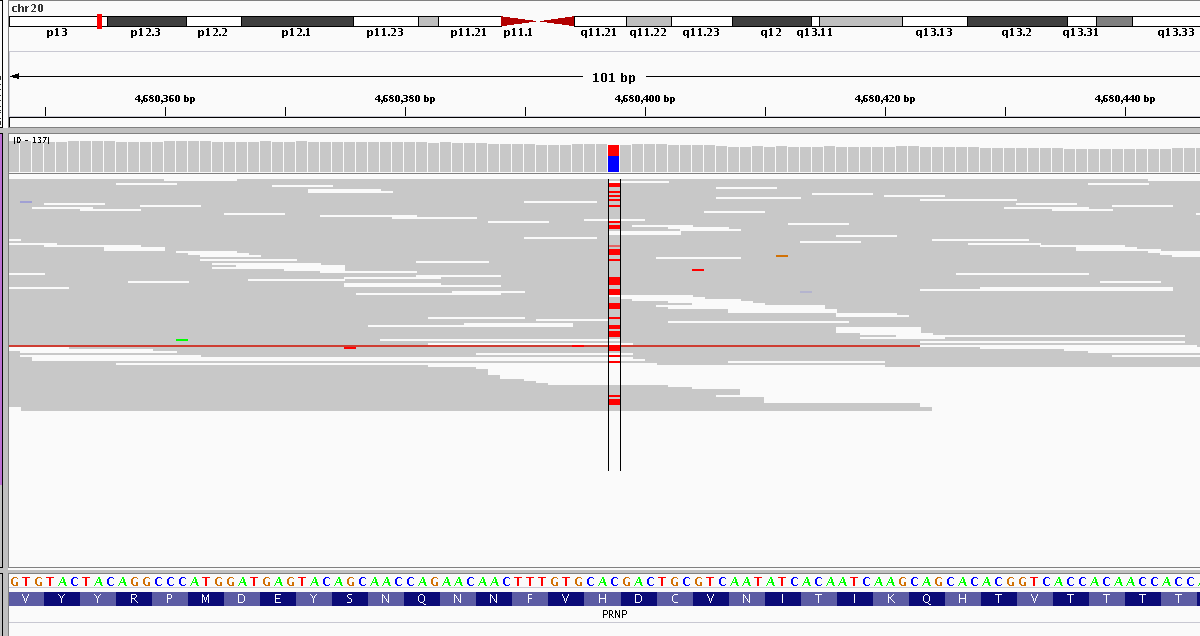 chr20
p13 p12.3 p12.2 p12.1 p11.23 p11.21 p11.1 q11.21 q11.22 q11.23 q12 q13.11 q13.13 q13.2 q13.31 q13.33
101 bp
4,680,360 bp 4,680,380 bp 4,680,400 bp 4,680,420 bp 4,680,440 bp
[0 - 137]
GTGTACTACAGGCCCATGGATGAGTACAGCAACCAGAACAACTTTGTGCACGACTGCGTCAATATCACAATCAAGCAGCACACGGTCACCACAACCACC
V Y Y R P M D E Y S N Q N N F V H D C V N I T I K Q H T V T T T T
PRNP